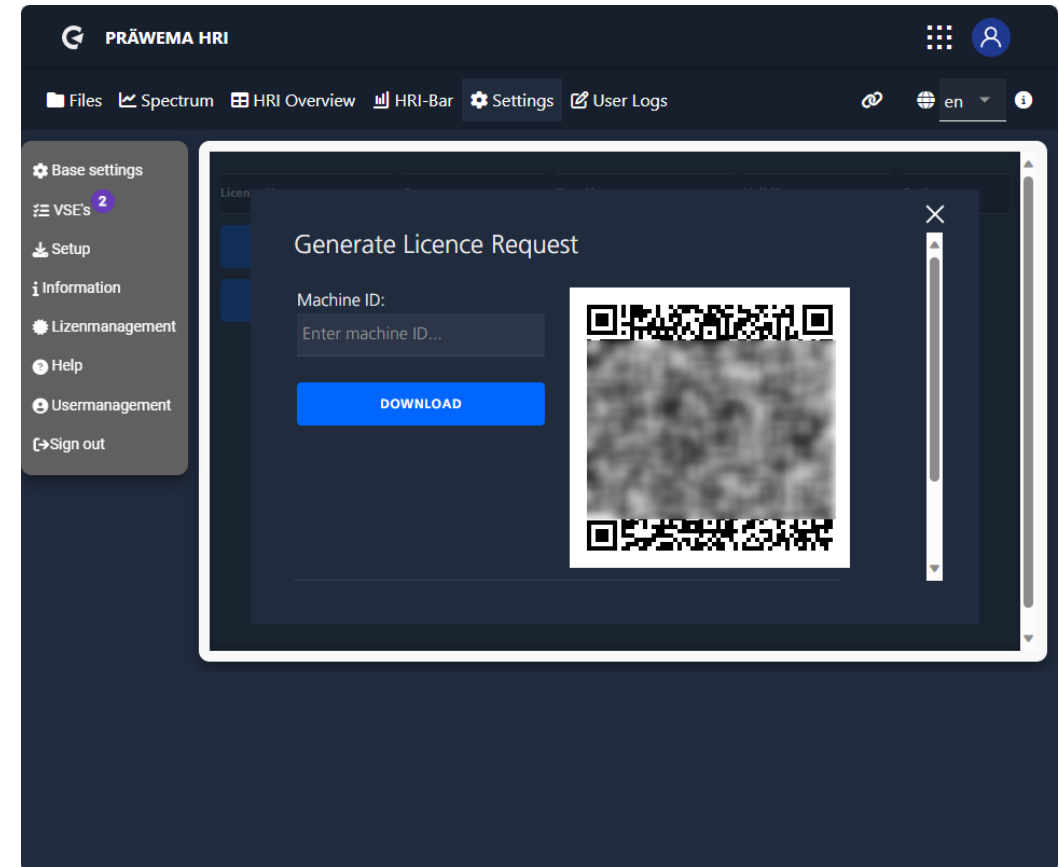 PRÄWEMA HRI
Files Spectrum HRI Overview HRI-Bar Settings User Logs en
Base settings
VSE's 2
Setup
Information
Lizenmanagement
Help
Usermanagement
Sign out
Generate Licence Request
Machine ID:
Enter machine ID...
DOWNLOAD